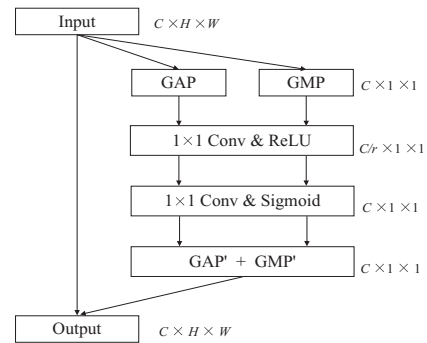 Input C×H×W
GAP GMP C×1×1
1×1 Conv & ReLU C/r×1×1
1×1 Conv & Sigmoid C×1×1
GAP' + GMP' C×1×1
Output C×H×W